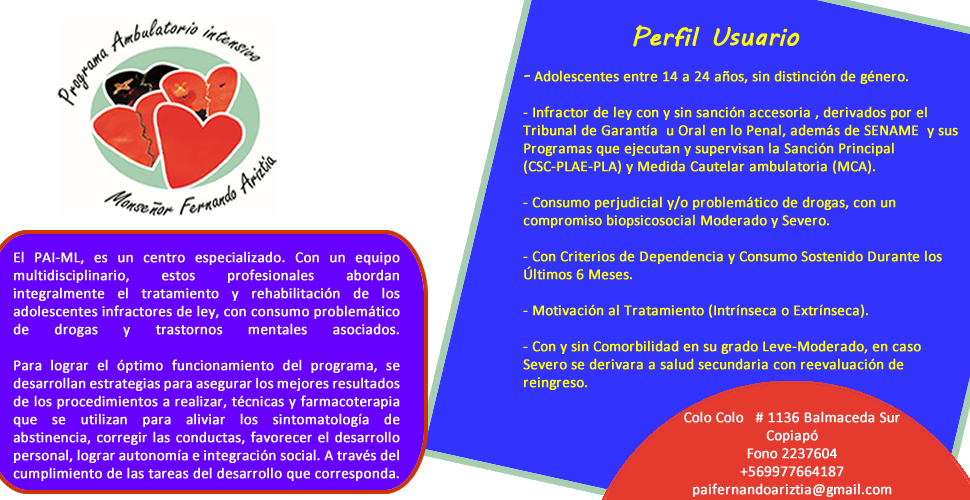 Programa Ambulatorio intensivo
Monseñor Fernando Ariztía
El PAI-ML, es un centro especializado. Con un equipo
multidisciplinario, estos profesionales abordan
integralmente el tratamiento y rehabilitación de los
adolescentes infractores de ley, con consumo problemático
de drogas y trastornos mentales asociados.
Para lograr el óptimo funcionamiento del programa, se
desarrollan estrategias para asegurar los mejores resultados
de los procedimientos a realizar, técnicas y farmacoterapia
que se utilizan para aliviar los sintomatología de
abstinencia, corregir las conductas, favorecer el desarrollo
personal, lograr autonomía e integración social. A través del
cumplimiento de las tareas del desarrollo que corresponda.
Perfil Usuario
- Adolescentes entre 14 a 24 años, sin distinción de género.
- Infractor de ley con y sin sanción accesoria , derivados por el
Tribunal de Garantía u Oral en lo Penal, además de SENAME y sus
Programas que ejecutan y supervisan la Sanción Principal
(CSC-PLAE-PLA) y Medida Cautelar ambulatoria (MCA).
- Consumo perjudicial y/o problemático de drogas, con un
compromiso biopsicosocial Moderado y Severo.
- Con Criterios de Dependencia y Consumo Sostenido Durante los
Últimos 6 Meses.
- Motivación al Tratamiento (Intrínseca o Extrínseca).
- Con y sin Comorbilidad en su grado Leve-Moderado, en caso
Severo se derivara a salud secundaria con reevaluación de
reingreso.
Colo Colo # 1136 Balmaceda Sur
Copiapó
Fono 2237604
+569977664187
paifernandoariztia@gmail.com